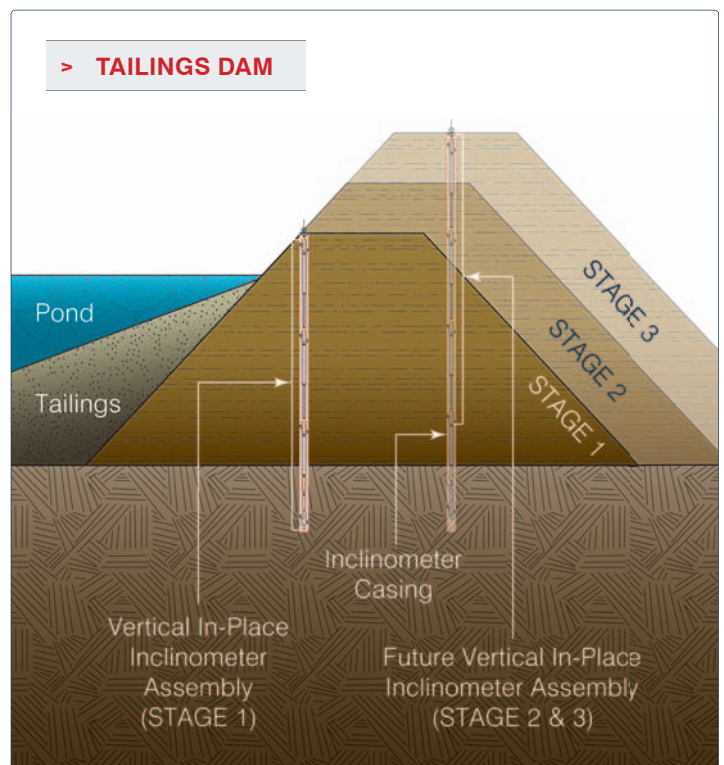 > TAILINGS DAM
Pond
Tailings
STAGE 3
STAGE 2
STAGE 1
Inclinometer
Casing
Vertical In-Place
Inclinometer
Assembly
(STAGE 1)
Future Vertical In-Place
Inclinometer Assembly
(STAGE 2 & 3)